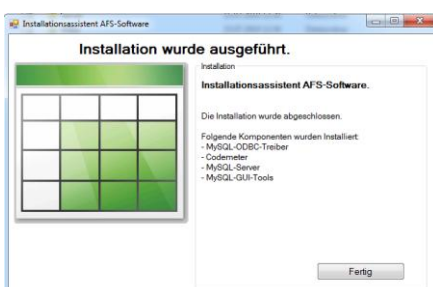 Installationsassistent AFS-Software
Installation wurde ausgeführt.
Installation
Installationsassistent AFS-Software.
Die Installation wurde abgeschlossen.
Folgende Komponenten wurden Installiert:
- MySQL-ODBC-Treiber
- Codemeter
- MySQL-Server
- MySQL-GUI-Tools
Fertig